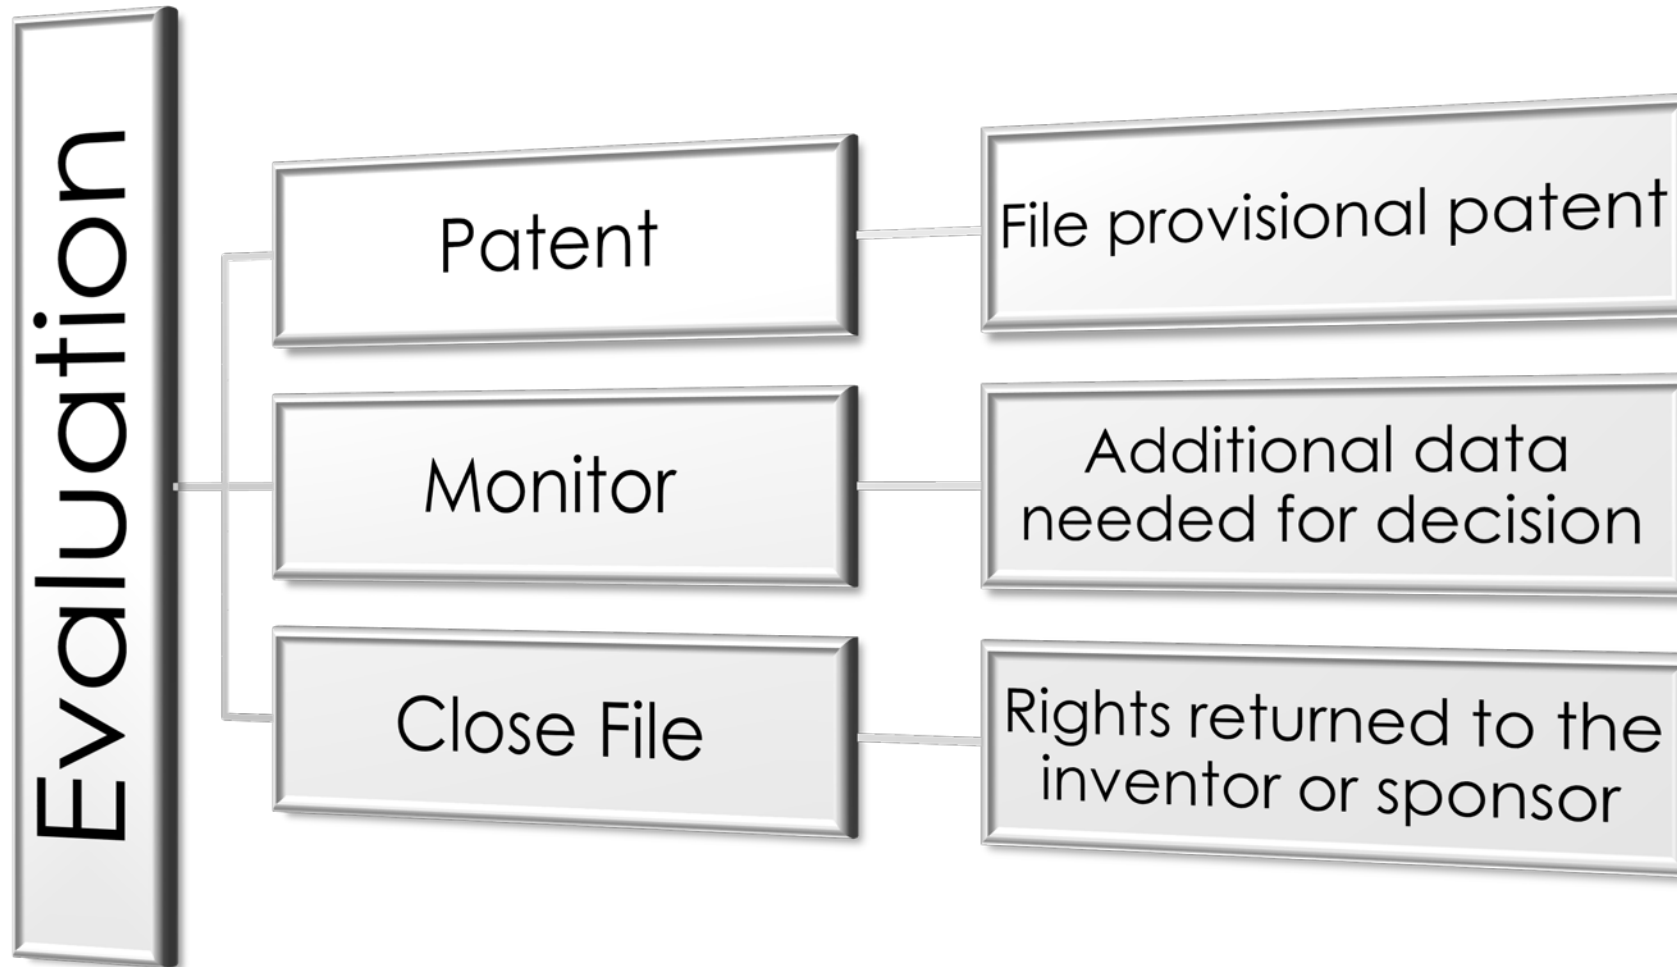 Evaluation
Patent
File provisional patent
Monitor
Additional data
needed for decision
Close File
Rights returned to the
inventor or sponsor